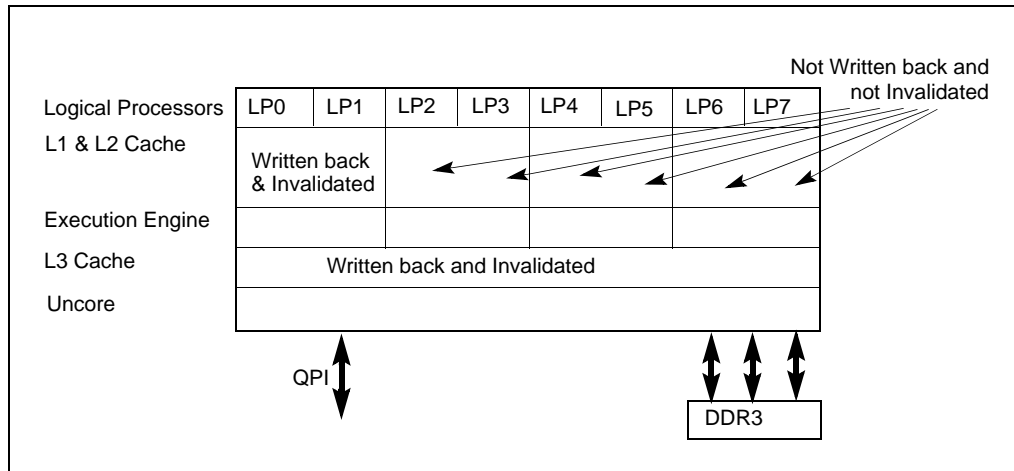 Not Written back and
not Invalidated
Logical Processors
LP0 LP1 LP2 LP3 LP4 LP5 LP6 LP7
L1 & L2 Cache
Written back
& Invalidated
Execution Engine
L3 Cache
Written back and Invalidated
Uncore
QPI
DDR3